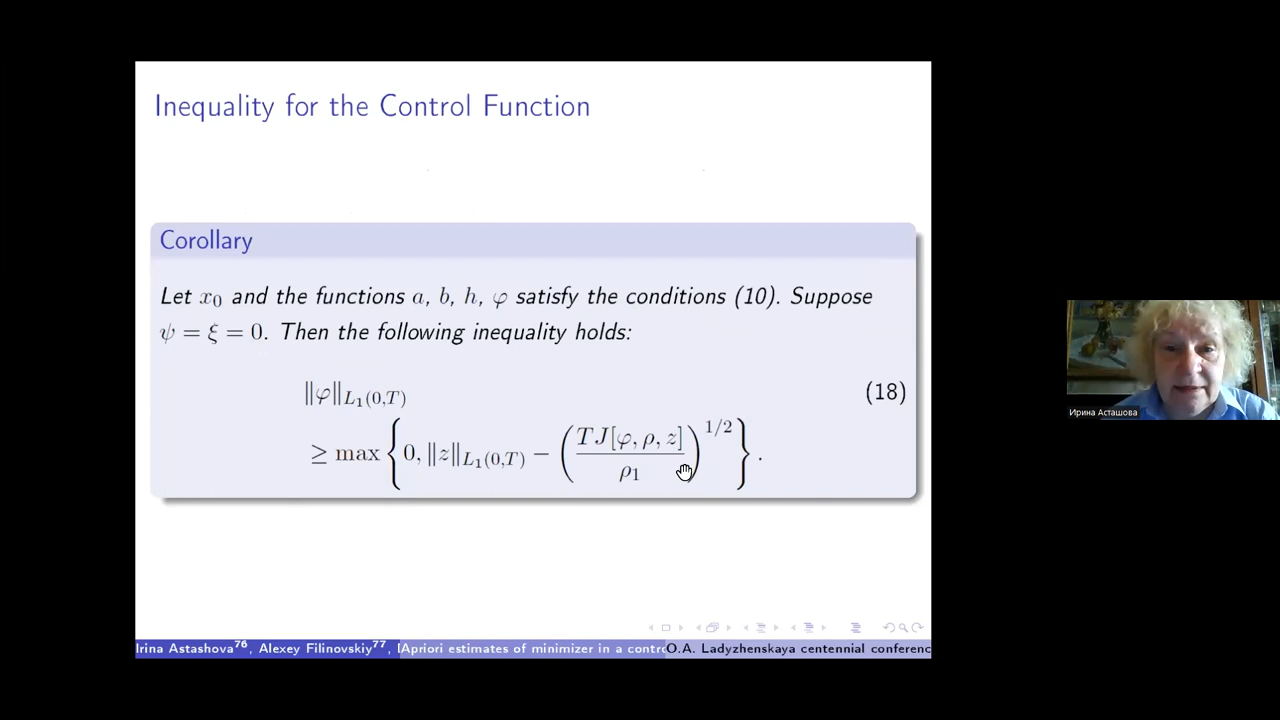 Inequality for the Control Function
Corollary
Let x₀ and the functions a, b, h, φ satisfy the conditions (10). Suppose
ψ = ξ = 0. Then the following inequality holds:
‖φ‖_{L₁(0,T)} (18)
≥ max { 0, ‖z‖_{L₁(0,T)} − ( T J[φ, ρ, z] / ρ₁ )^{1/2} } .
Ирина Асташова
Irina Astashova⁷⁶, Alexey Filinovskiy⁷⁷, Apriori estimates of minimizer in a contro O.A. Ladyzhenskaya centennial conferenc